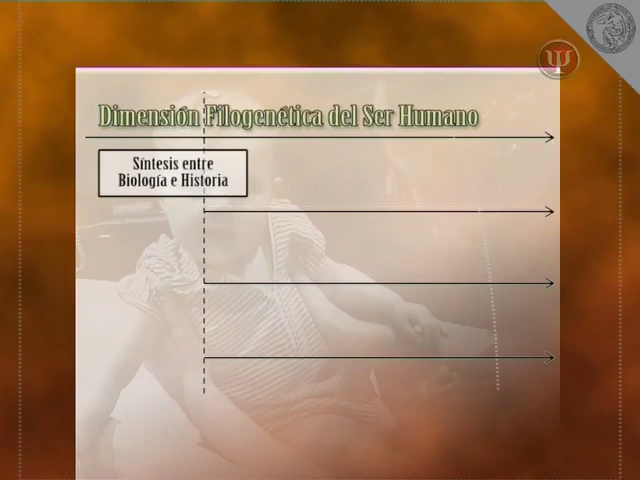 Dimensión Filogenética del Ser Humano
Síntesis entre
Biología e Historia
Ψ